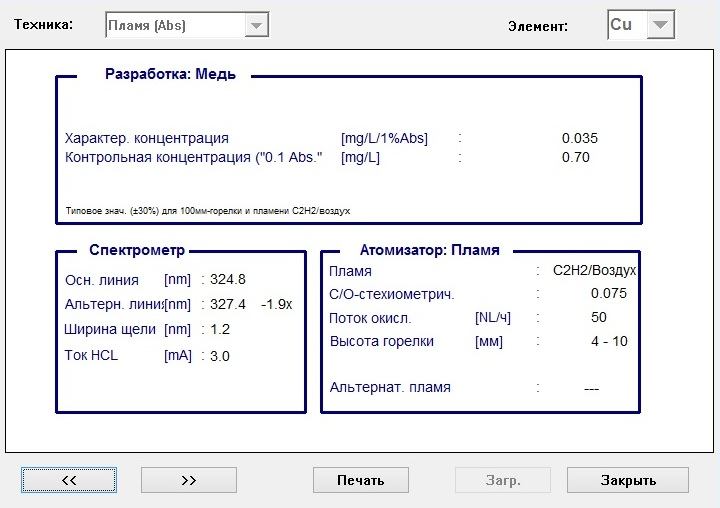 Техника: Пламя (Abs) Элемент: Cu
Разработка: Медь
Характер. концентрация [mg/L/1%Abs] : 0.035
Контрольная концентрация ("0.1 Abs." [mg/L] : 0.70
Типовое знач. (±30%) для 100мм-горелки и пламени C2H2/воздух
Спектрометр
Осн. линия [nm] : 324.8
Альтерн. линия [nm] : 327.4 -1.9x
Ширина щели [nm] : 1.2
Ток HCL [mA] : 3.0
Атомизатор: Пламя
Пламя : C2H2/Воздух
C/O-стехиометрич. : 0.075
Поток окисл. [NL/ч] : 50
Высота горелки [мм] : 4 - 10
Альтернат. пламя : ---
<< >> Печать Загр. Закрыть